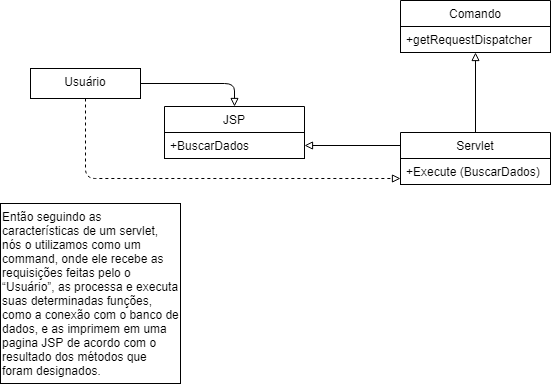 Comando
+getRequestDispatcher
Usuário
JSP
+BuscarDados
Servlet
+Execute (BuscarDados)
Então seguindo as
características de um servlet,
nós o utilizamos como um
command, onde ele recebe as
requisições feitas pelo o
“Usuário”, as processa e executa
suas determinadas funções,
como a conexão com o banco de
dados, e as imprimem em uma
pagina JSP de acordo com o
resultado dos métodos que
foram designados.